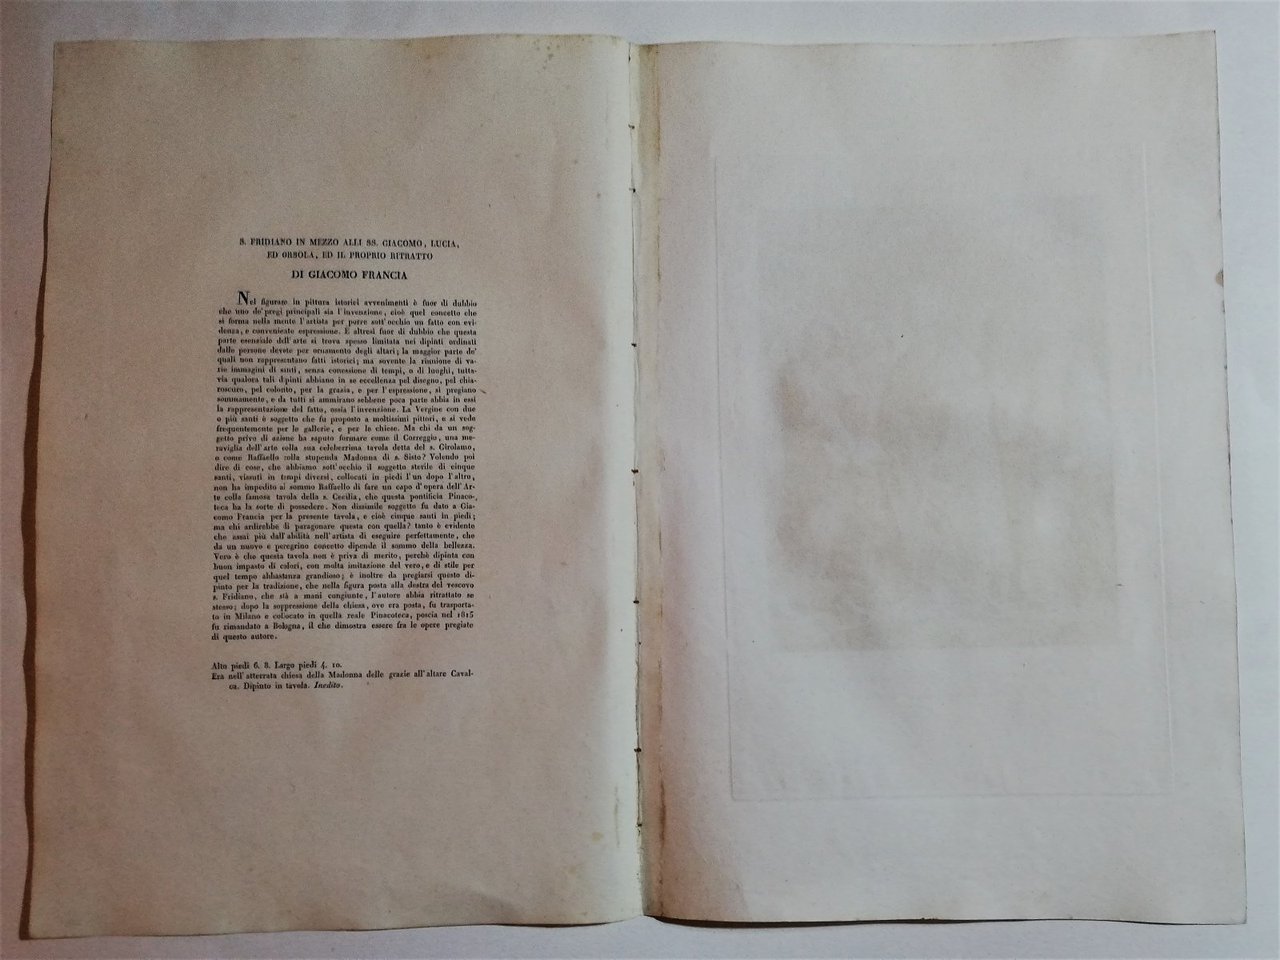 S. FRIDIANO IN MEZZO ALLI SS. GIACOMO, LUCIA,
ED ORSOLA, ED IL PROPRIO RITRATTO
DI GIACOMO FRANCIA
Nel figurare in pittura istorici avvenimenti è fuor di dubbio
che uno de' pregi principali sia l'invenzione, cioè quel concetto che
si forma nella mente l'artista per porre sott'occhio un fatto con evi-
denza, e conveniente espressione. È altresì fuor di dubbio che questa
parte esenziale dell'arte si trova spesso limitata nei dipinti ordinati
dalle persone devote per ornamento degli altari; la maggior parte de'
quali non rappresentano fatti istorici; ma sovente la riunione di va-
rie immagini di santi, senza connessione di tempi, o di luoghi, tutta-
via qualora tali dipinti abbiano in se eccellenza pel disegno, pel chia-
roscuro, pel colorito, per la grazia, e per l'espressione, si pregiano
sommamente, e da tutti si ammirano sebbene poca parte abbia in essi
la rappresentazione del fatto, ossia l'invenzione. La Vergine con due
o più santi è soggetto che fu proposto a moltissimi pittori, e si vede
frequentemente per le gallerie, e per le chiese. Ma chi da un sog-
getto privo di azione ha saputo formare come il Correggio, una me-
raviglia dell'arte colla sua celeberrima tavola detta del s. Girolamo,
o come Raffaello colla stupenda Madonna di s. Sisto? Volendo poi
dire di cose, che abbiamo sott'occhio il soggetto sterile di cinque
santi, vissuti in tempi diversi, collocati in piedi l'un dopo l'altro,
non ha impedito al sommo Raffaello di fare un capo d'opera dell'Ar-
te colla famosa tavola della s. Cecilia, che questa pontificia Pinaco-
teca ha la sorte di possedere. Non dissimile soggetto fu dato a Gia-
como Francia per la presente tavola, e cioè cinque santi in piedi;
ma chi ardirebbe di paragonare questa con quella? tanto è evidente
che assai più dall'abilità nell'artista di eseguire perfettamente, che
da un nuovo e peregrino concetto dipende il sommo della bellezza.
Vero è che questa tavola non è priva di merito, perchè dipinta con
buon impasto di colori, con molta imitazione del vero, e di stile per
quel tempo abbastanza grandioso; è inoltre da pregiarsi questo di-
pinto per la tradizione, che nella figura posta alla destra del vescovo
s. Fridiano, che stà a mani congiunte, l'autore abbia ritrattato se
stesso; dopo la soppressione della chiesa, ove era posta, fu trasporta-
to in Milano e collocato in quella reale Pinacoteca, poscia nel 1815
fu rimandato a Bologna, il che dimostra essere fra le opere pregiate
di questo autore.
Alto piedi 6. 8. Largo piedi 4. 10.
Era nell'atterrata chiesa della Madonna delle grazie all'altare Caval-
ca. Dipinto in tavola. Inedito.